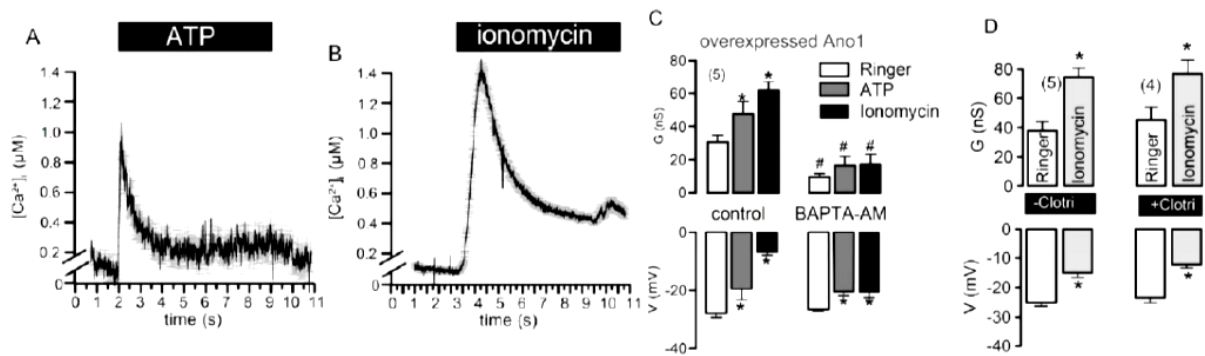 A
ATP
[Ca²⁺]ᵢ (µM)
1.4
1.2
1.0
0.8
0.6
0.4
0.2
0
0 1 2 3 4 5 6 7 8 9 10 11
time (s)
B
ionomycin
[Ca²⁺]ᵢ (µM)
1.4
1.2
1.0
0.8
0.6
0.4
0.2
0
0 1 2 3 4 5 6 7 8 9 10 11
time (s)
C
overexpressed Ano1
(5)
Ringer
ATP
Ionomycin
G (nS)
80
60
40
20
0
* *
# # #
control
BAPTA-AM
V (mV)
0
-20
-40
* *
* *
D
G (nS)
80
60
40
20
0
(5)
*
(4)
*
Ringer
Ionomycin
Ringer
Ionomycin
-Clotri
+Clotri
V (mV)
0
-10
-20
-30
-40
*
*